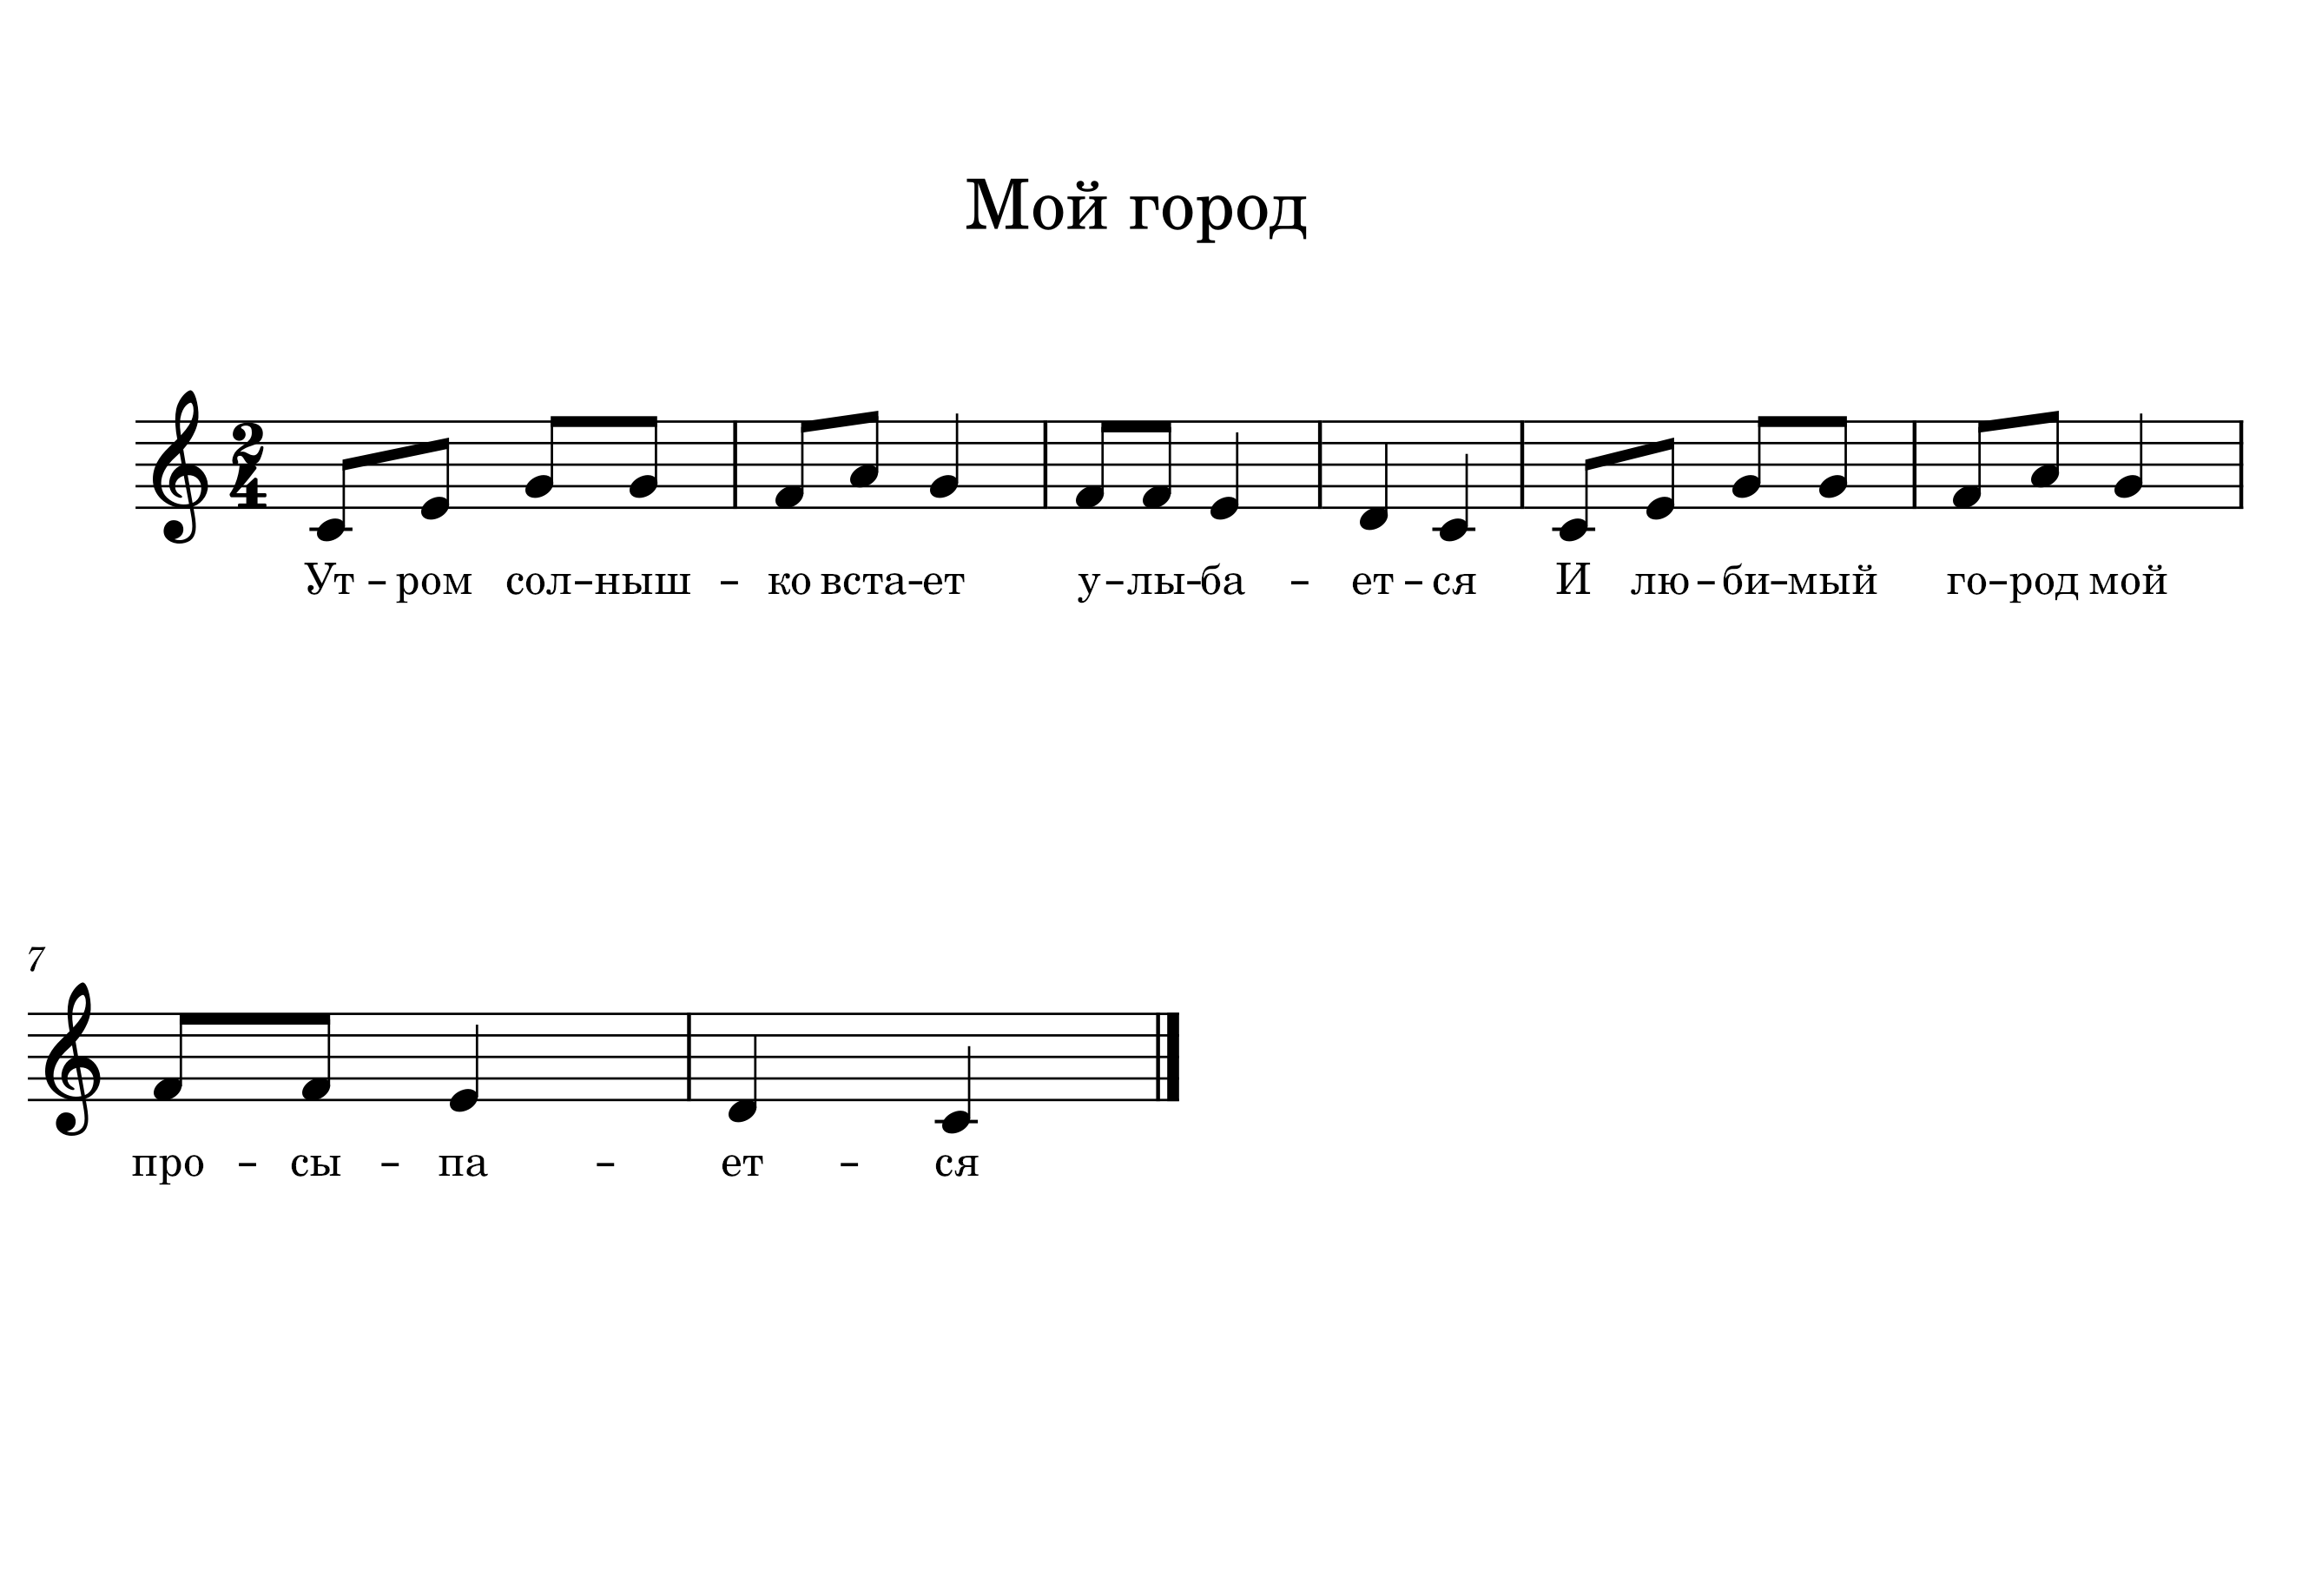 Мой город
2
4
Ут – ром сол–ныш – ко вста–ет у–лы–ба – ет – ся И лю – би–мый го–род мой
7
про – сы – па – ет – ся